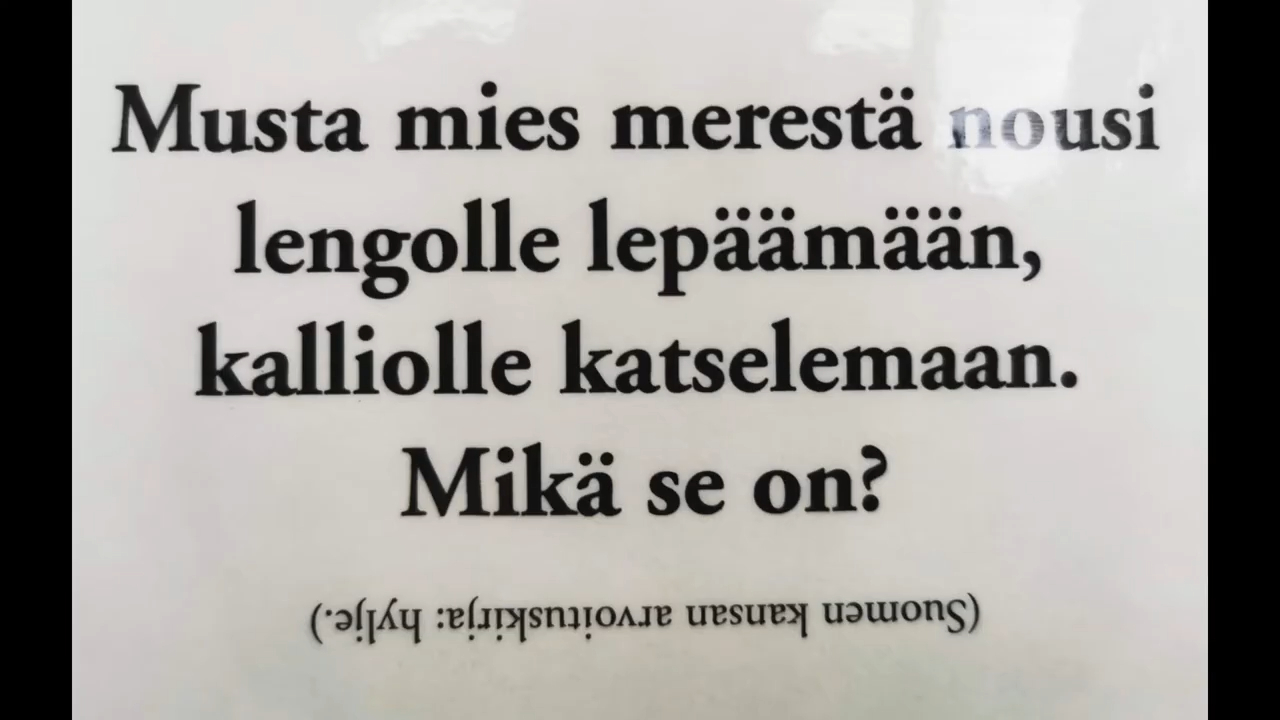 Musta mies merestä nousi
lengolle lepäämään,
kalliolle katselemaan.
Mikä se on?
(Suomen kansan arvoituskirja: hylje.)